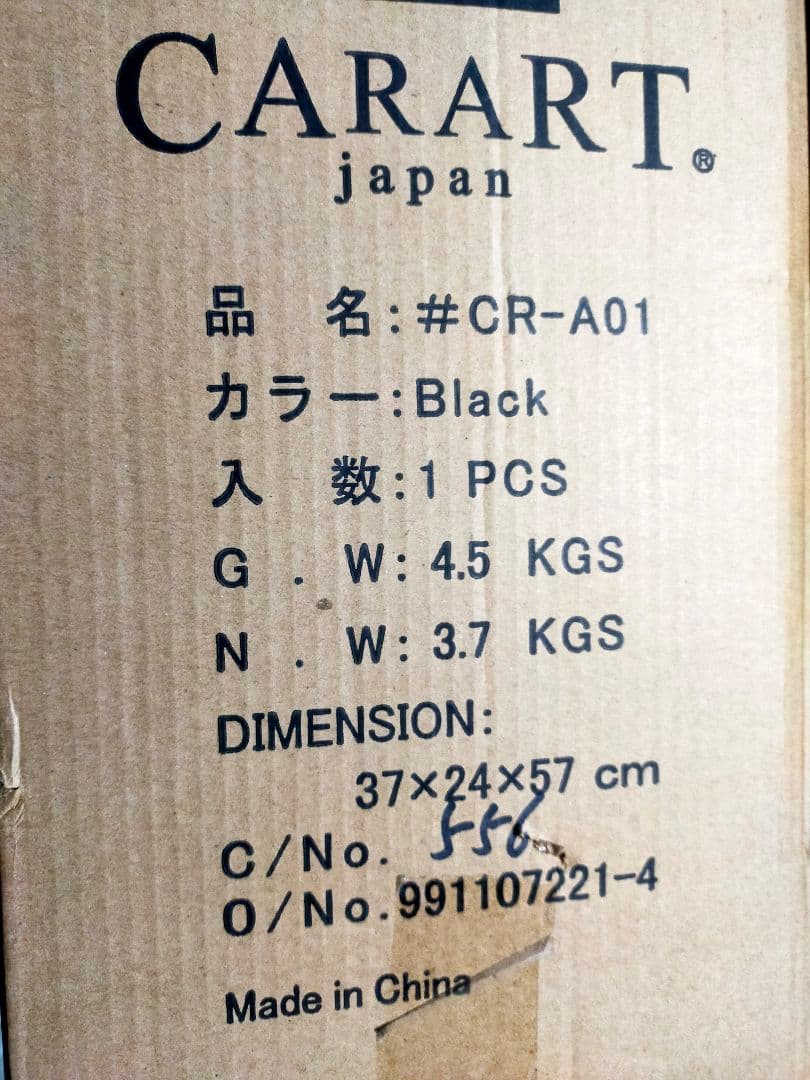 CARART®
japan
品 名:#CR-A01
カラー:Black
入 数:1 PCS
G . W: 4.5 KGS
N . W: 3.7 KGS
DIMENSION:
37×24×57 cm
C/No. 556
O/No.991107221-4
Made in China